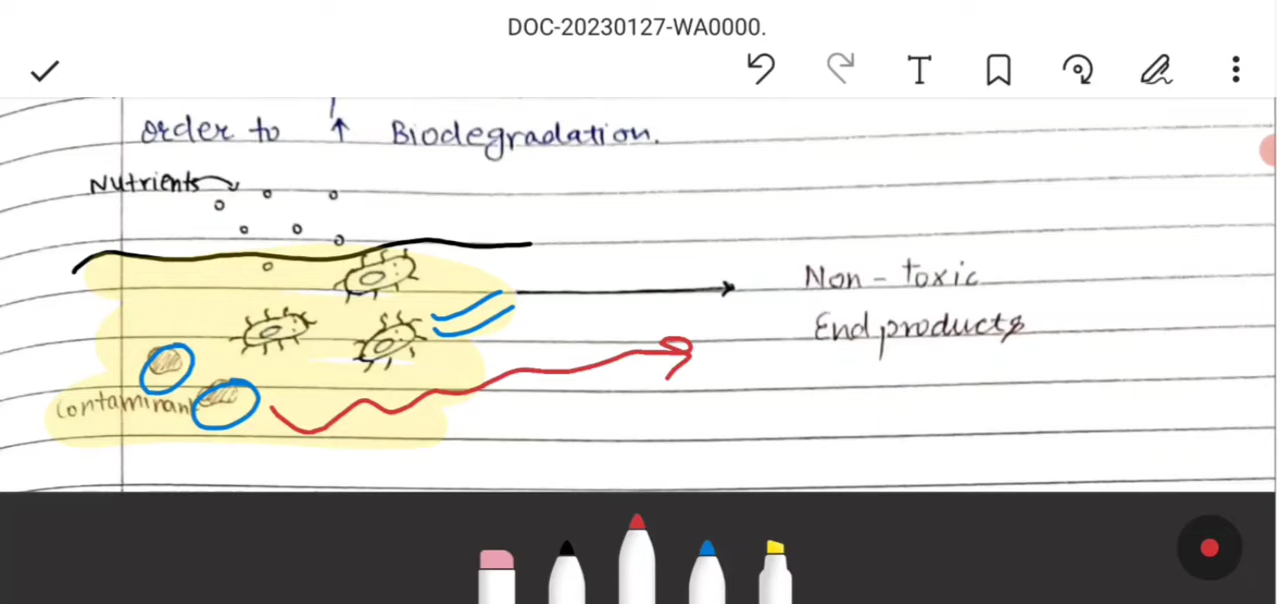 DOC-20230127-WA0000.
T
order to ↑ Biodegradation.
Nutrients
Non - toxic
End products
Contaminant